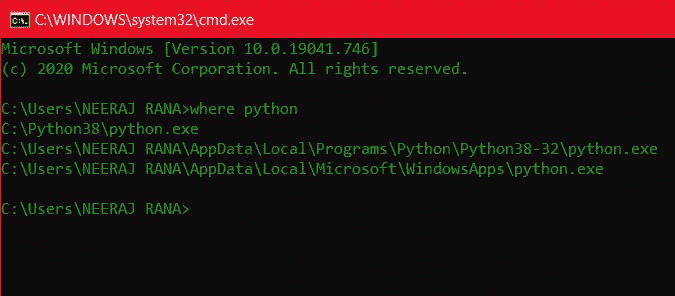 C:\WINDOWS\system32\cmd.exe
Microsoft Windows [Version 10.0.19041.746]
(c) 2020 Microsoft Corporation. All rights reserved.
C:\Users\NEERAJ RANA>where python
C:\Python38\python.exe
C:\Users\NEERAJ RANA\AppData\Local\Programs\Python\Python38-32\python.exe
C:\Users\NEERAJ RANA\AppData\Local\Microsoft\WindowsApps\python.exe
C:\Users\NEERAJ RANA>